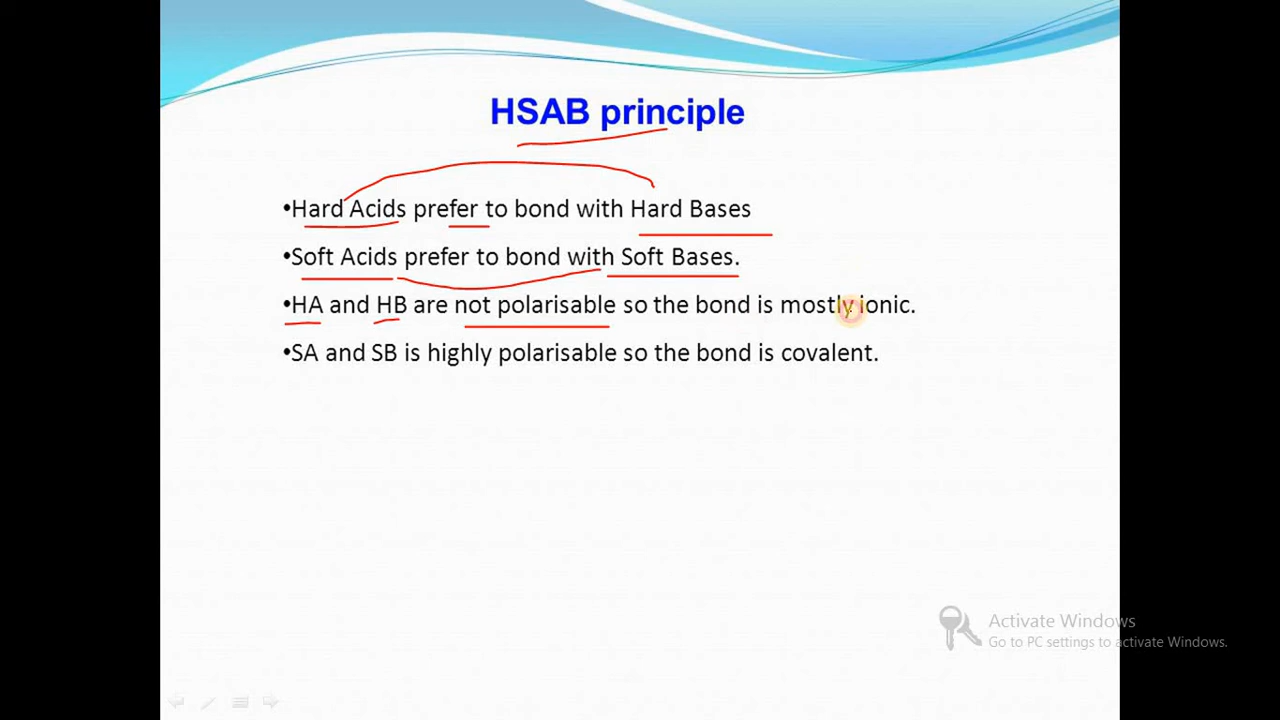 HSAB principle
•Hard Acids prefer to bond with Hard Bases
•Soft Acids prefer to bond with Soft Bases.
•HA and HB are not polarisable so the bond is mostly ionic.
•SA and SB is highly polarisable so the bond is covalent.
Activate Windows
Go to PC settings to activate Windows.